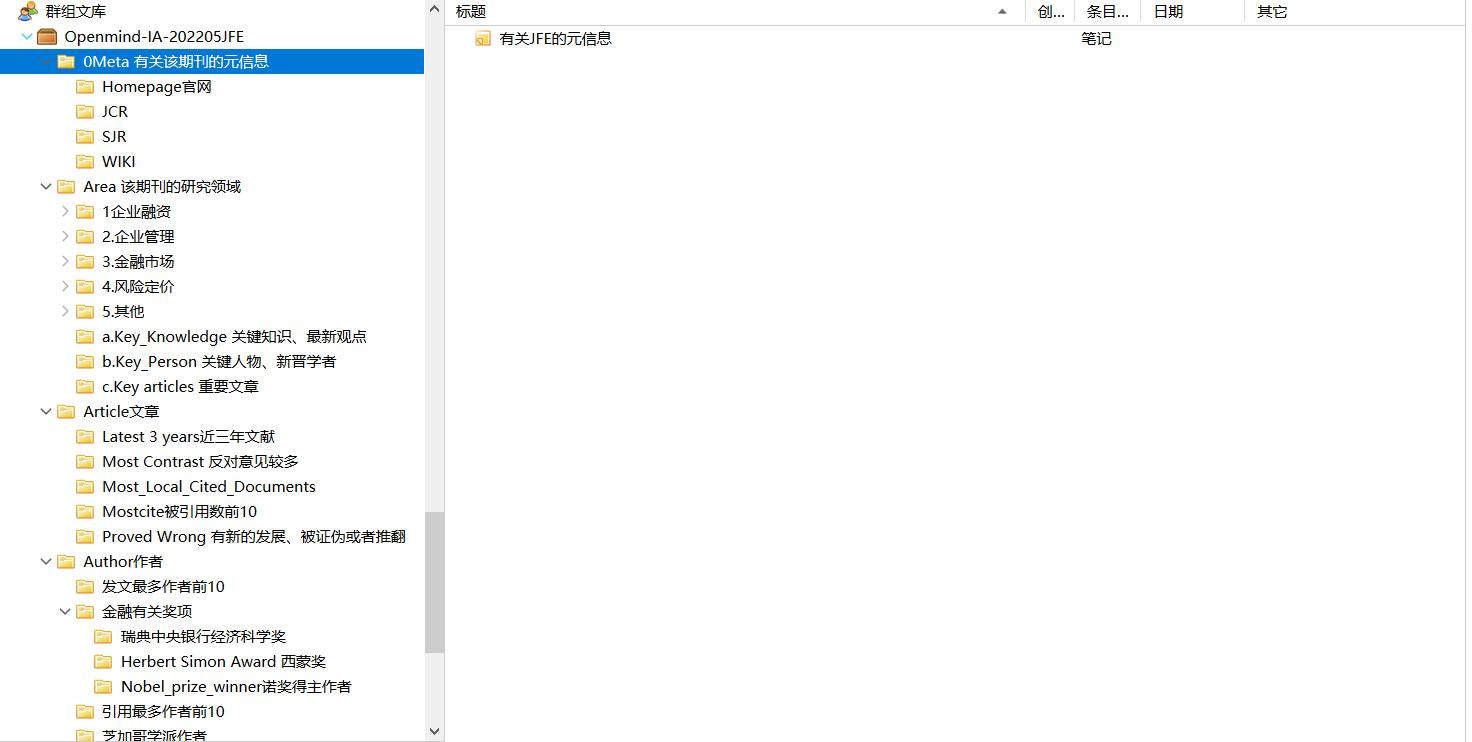 群组文库
Openmind-IA-202205JFE
0Meta 有关该期刊的元信息
Homepage官网
JCR
SJR
WIKI
Area 该期刊的研究领域
1企业融资
2.企业管理
3.金融市场
4.风险定价
5.其他
a.Key_Knowledge 关键知识、最新观点
b.Key_Person 关键人物、新晋学者
c.Key articles 重要文章
Article文章
Latest 3 years近三年文献
Most Contrast 反对意见较多
Most_Local_Cited_Documents
Mostcite被引用数前10
Proved Wrong 有新的发展、被证伪或者推翻
Author作者
发文最多作者前10
金融有关奖项
瑞典中央银行经济科学奖
Herbert Simon Award 西蒙奖
Nobel_prize_winner诺奖得主作者
引用最多作者前10
芝加哥学派作者
标题 创... 条目... 日期 其它
有关JFE的元信息 笔记